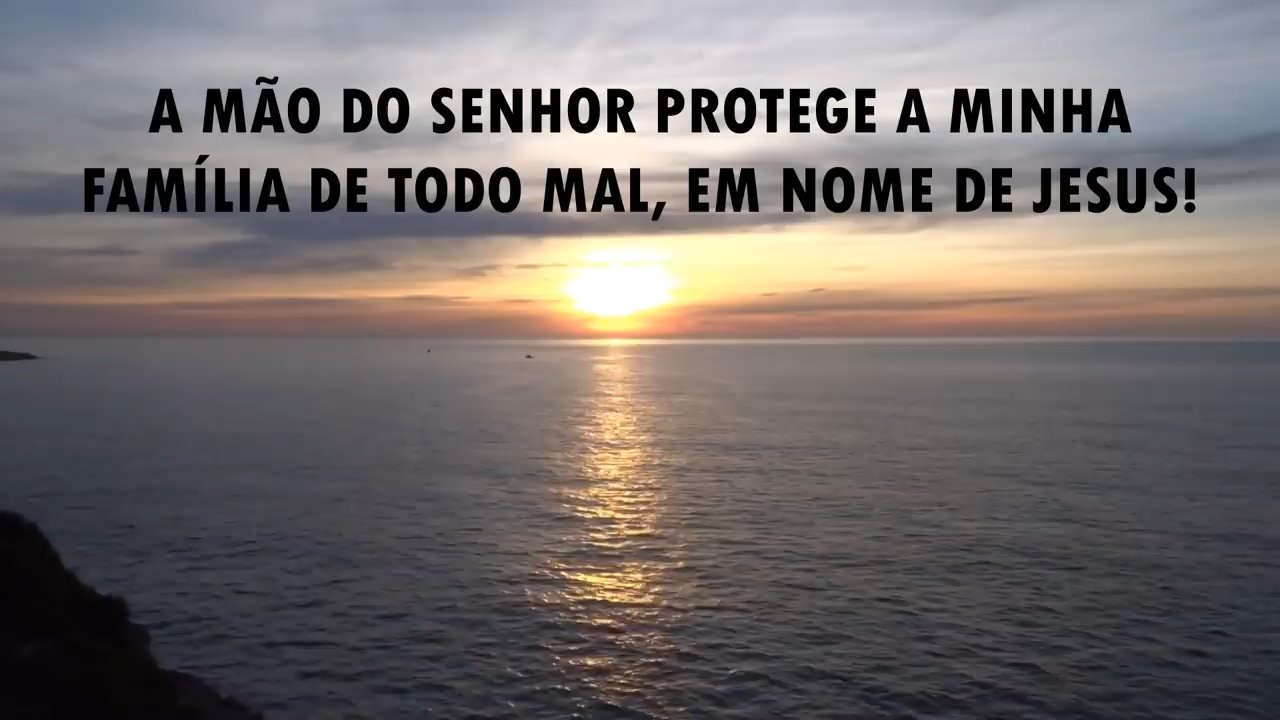 A MÃO DO SENHOR PROTEGE A MINHA
FAMÍLIA DE TODO MAL, EM NOME DE JESUS!